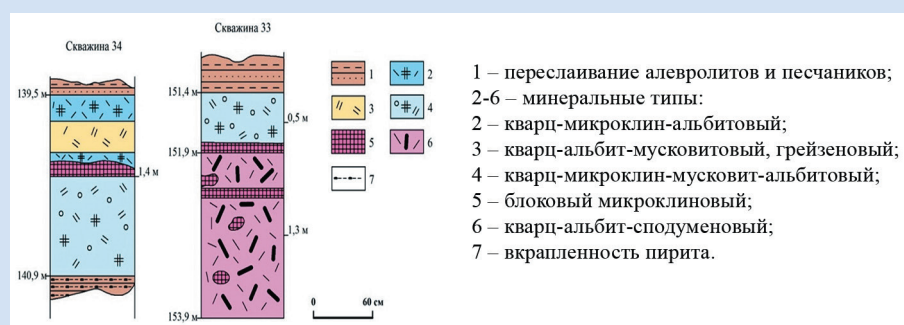 Скважина 34
139,5 м
1,4 м
140,9 м
Скважина 33
151,4 м
0,5 м
151,9 м
1,3 м
153,9 м
1
2
3
4
5
6
7
0
60 см
1 – переслаивание алевролитов и песчаников;
2-6 – минеральные типы:
2 – кварц-микроклин-альбитовый;
3 – кварц-альбит-мусковитовый, грейзеновый;
4 – кварц-микроклин-мусковит-альбитовый;
5 – блоковый микроклиновый;
6 – кварц-альбит-сподуменовый;
7 – вкрапленность пирита.